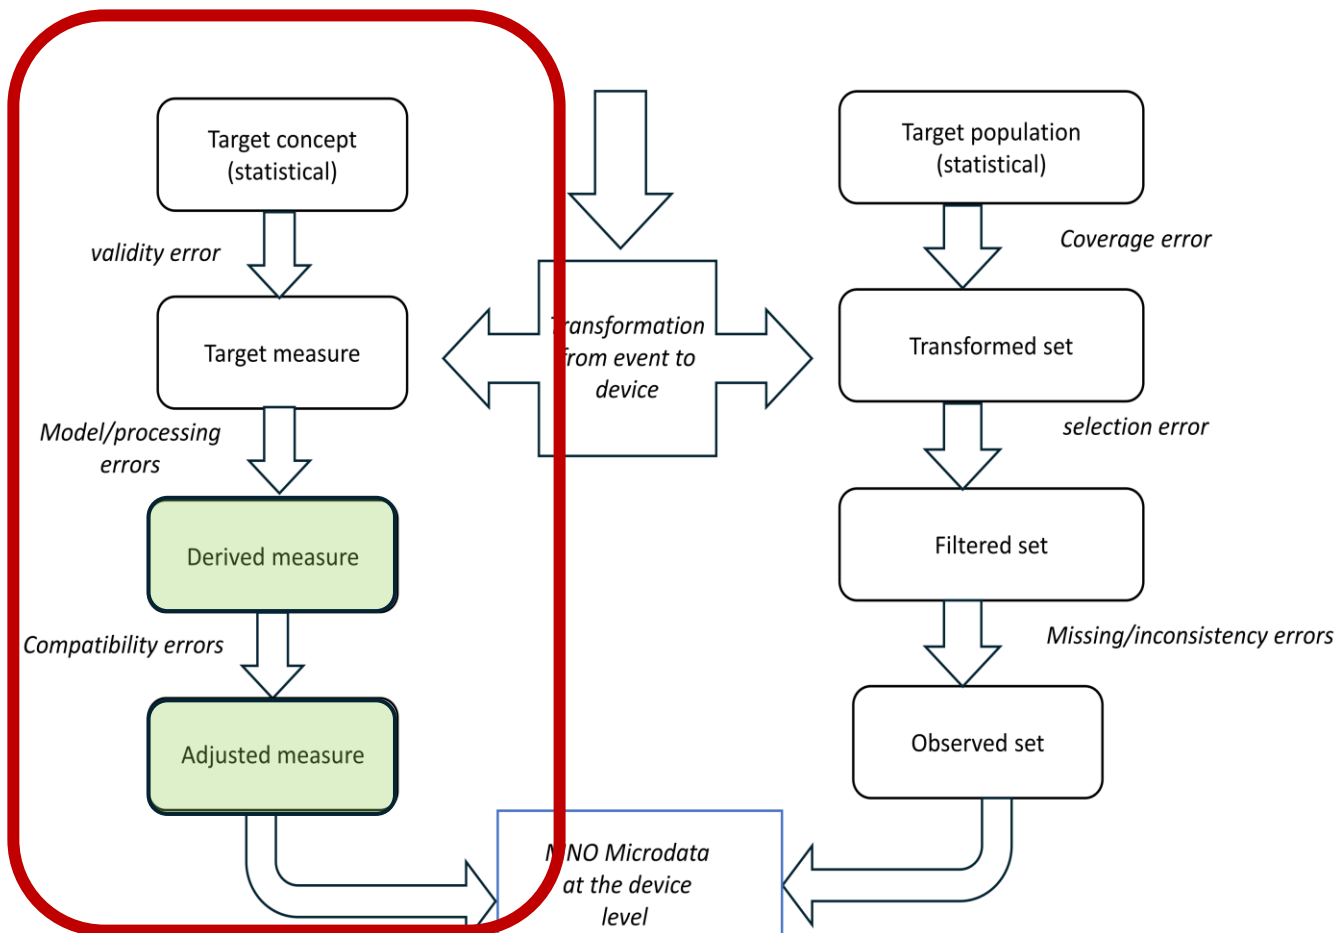 Target concept
(statistical)
validity error
Target measure
Model/processing
errors
Derived measure
Compatibility errors
Adjusted measure
Transformation
from event to
device
MNO Microdata
at the device
level
Target population
(statistical)
Coverage error
Transformed set
selection error
Filtered set
Missing/inconsistency errors
Observed set